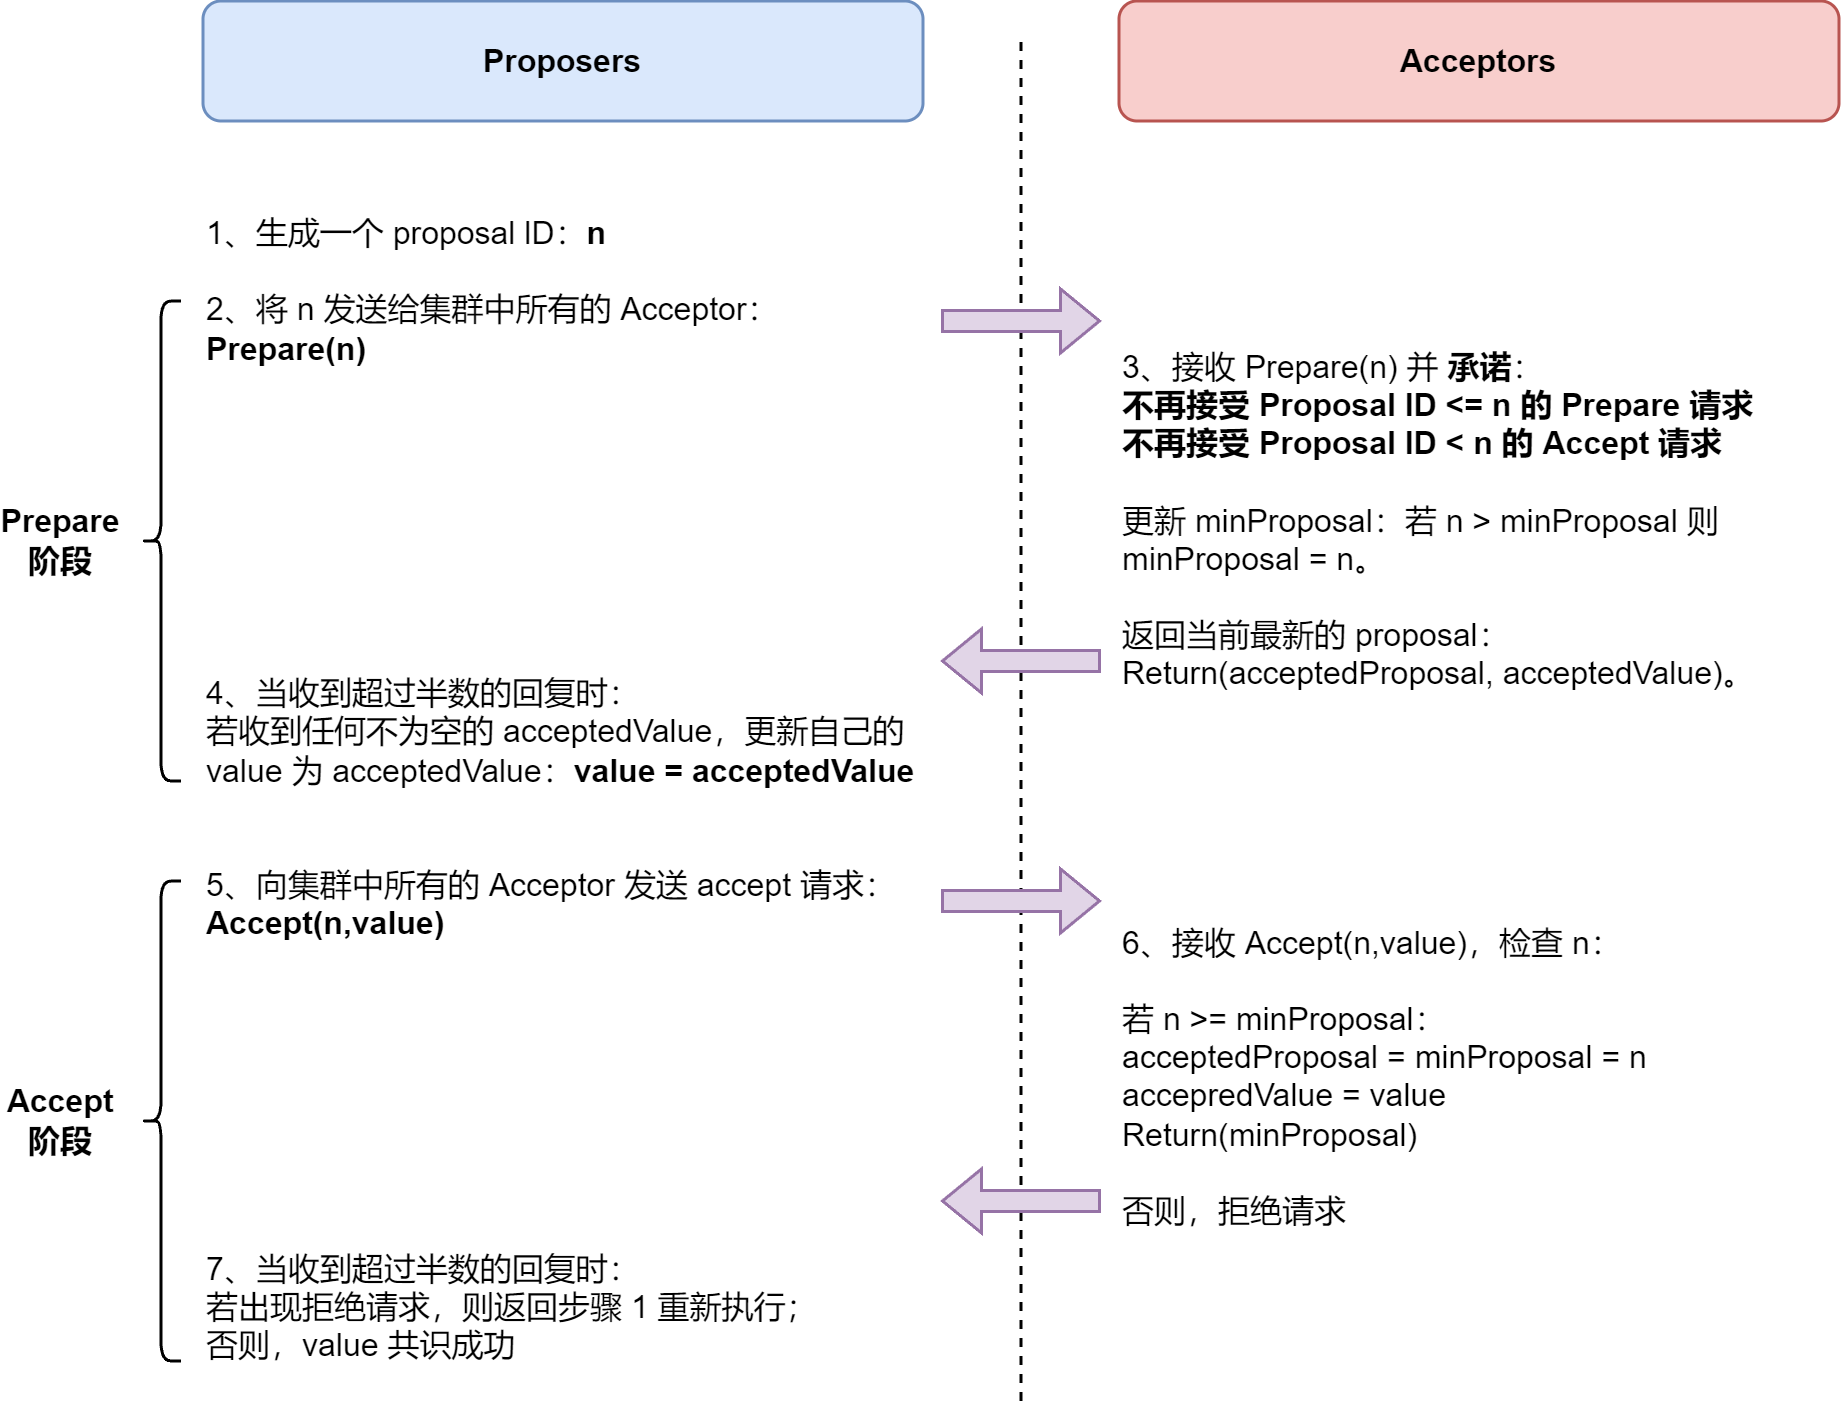 Proposers
Acceptors
1、生成一个 proposal ID：n
2、将 n 发送给集群中所有的 Acceptor：
Prepare(n)
3、接收 Prepare(n) 并 承诺：
不再接受 Proposal ID <= n 的 Prepare 请求
不再接受 Proposal ID < n 的 Accept 请求
更新 minProposal：若 n > minProposal 则
minProposal = n。
返回当前最新的 proposal：
Return(acceptedProposal, acceptedValue)。
Prepare
阶段
4、当收到超过半数的回复时：
若收到任何不为空的 acceptedValue，更新自己的
value 为 acceptedValue：value = acceptedValue
5、向集群中所有的 Acceptor 发送 accept 请求：
Accept(n,value)
6、接收 Accept(n,value)，检查 n：
若 n >= minProposal：
acceptedProposal = minProposal = n
accepredValue = value
Return(minProposal)
否则，拒绝请求
Accept
阶段
7、当收到超过半数的回复时：
若出现拒绝请求，则返回步骤 1 重新执行；
否则，value 共识成功